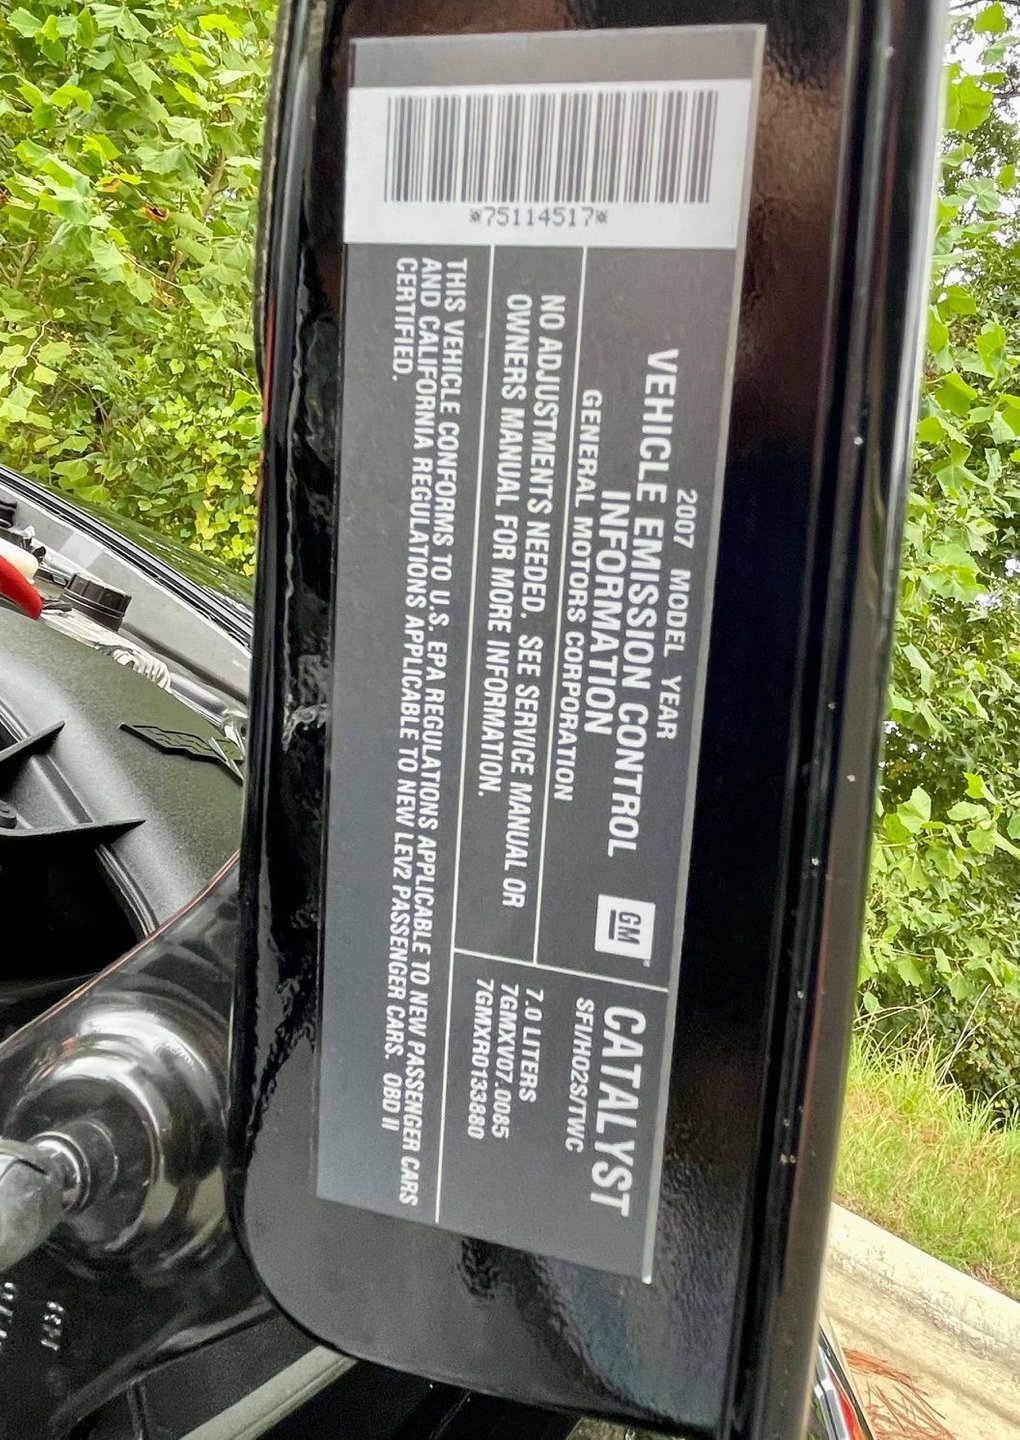 *75114517*
2007 MODEL YEAR
VEHICLE EMISSION CONTROL
INFORMATION
GENERAL MOTORS CORPORATION
GM
NO ADJUSTMENTS NEEDED. SEE SERVICE MANUAL OR
OWNERS MANUAL FOR MORE INFORMATION.
CATALYST
SFI/HO2S/TWC
7.0 LITERS
7GMXV07.0085
7GMXR0133880
THIS VEHICLE CONFORMS TO U.S. EPA REGULATIONS APPLICABLE TO NEW PASSENGER CARS
AND CALIFORNIA REGULATIONS APPLICABLE TO NEW LEV2 PASSENGER CARS. OBD II
CERTIFIED.